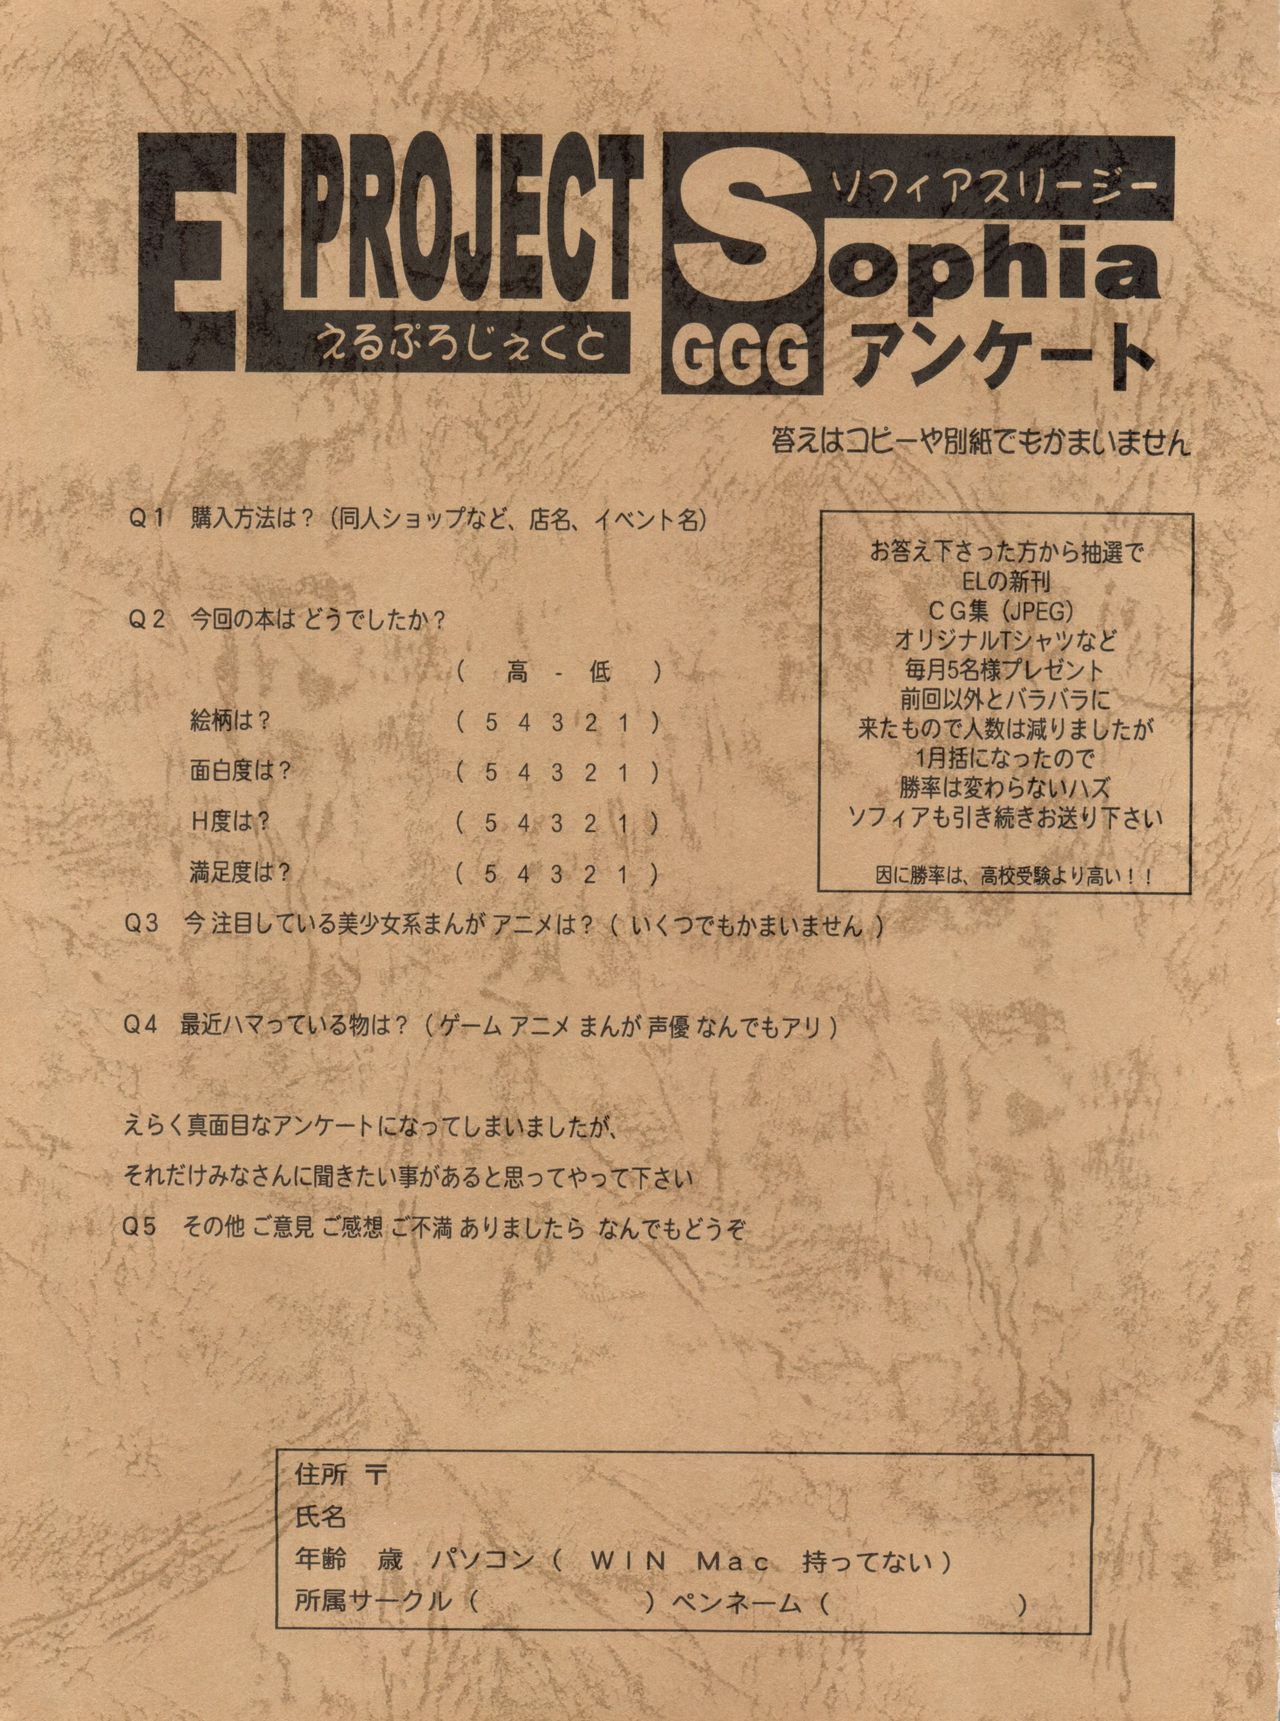 EL PROJECT
えるぷろじぇくと
ソフィアスリージー
Sophia
GGG アンケート
答えはコピーや別紙でもかまいません
Q1 購入方法は？（同人ショップなど、店名、イベント名）
Q2 今回の本は どうでしたか？
（ 高 - 低 ）
絵柄は？ （ 5 4 3 2 1 ）
面白度は？ （ 5 4 3 2 1 ）
H度は？ （ 5 4 3 2 1 ）
満足度は？ （ 5 4 3 2 1 ）
お答え下さった方から抽選で
ELの新刊
CG集（JPEG）
オリジナルTシャツなど
毎月5名様プレゼント
前回以外とバラバラに
来たもので人数は減りましたが
1月括になったので
勝率は変わらないハズ
ソフィアも引き続きお送り下さい
因に勝率は、高校受験より高い！！
Q3 今 注目している美少女系まんが アニメは？（ いくつでもかまいません ）
Q4 最近ハマっている物は？（ ゲーム アニメ まんが 声優 なんでもアリ ）
えらく真面目なアンケートになってしまいましたが、
それだけみなさんに聞きたい事があると思ってやって下さい
Q5 その他 ご意見 ご感想 ご不満 ありましたら なんでもどうぞ
住所 〒
氏名
年齢 歳 パソコン（ WIN Mac 持ってない ）
所属サークル（ ）ペンネーム（ ）